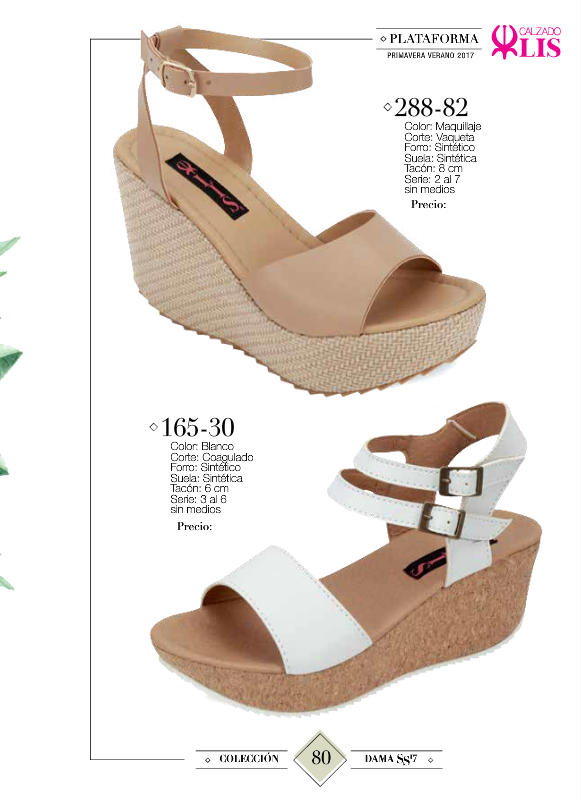 PLATAFORMA
PRIMAVERA VERANO 2017
CALZADO
LIS
288-82
Color: Maquillaje
Corte: Vaqueta
Forro: Sintético
Suela: Sintética
Tacón: 8 cm
Serie: 2 al 7
sin medios
Precio:
165-30
Color: Blanco
Corte: Coagulado
Forro: Sintético
Suela: Sintética
Tacón: 6 cm
Serie: 3 al 6
sin medios
Precio:
COLECCIÓN
80
DAMA SS'7